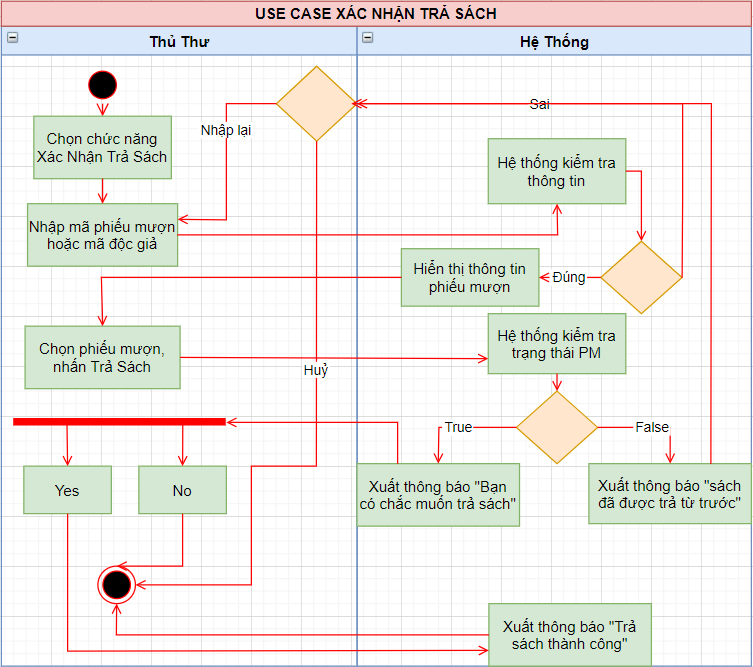 USE CASE XÁC NHẬN TRẢ SÁCH
Thủ Thư
Hệ Thống
Chọn chức năng
Xác Nhận Trả Sách
Nhập lại
Sai
Hệ thống kiểm tra
thông tin
Nhập mã phiếu mượn
hoặc mã độc giả
Hiển thị thông tin
phiếu mượn
Đúng
Hệ thống kiểm tra
trạng thái PM
Chọn phiếu mượn,
nhấn Trả Sách
Huỷ
True
False
Yes
No
Xuất thông báo "Bạn
có chắc muốn trả sách"
Xuất thông báo "sách
đã được trả từ trước"
Xuất thông báo "Trả
sách thành công"